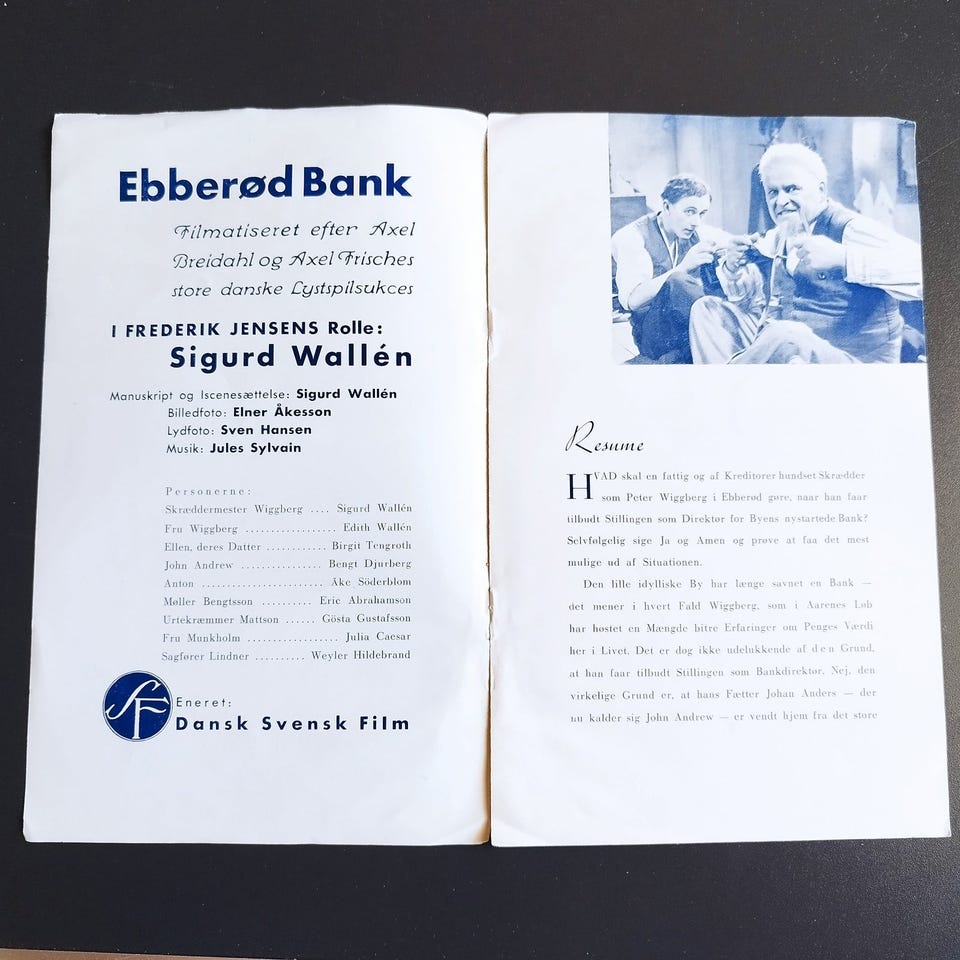 Ebberød Bank
Filmatiseret efter Axel
Breidahl og Axel Frisches
store danske Lystspilsukces
I FREDERIK JENSENS Rolle:
Sigurd Wallén
Manuskript og Iscenesættelse: Sigurd Wallén
Billedfoto: Elner Åkesson
Lydfoto: Sven Hansen
Musik: Jules Sylvain
Personerne:
Skræddermester Wiggberg .... Sigurd Wallén
Fru Wiggberg ................. Edith Wallén
Ellen, deres Datter ............ Birgit Tengroth
John Andrew ............... Bengt Djurberg
Anton ....................... Åke Söderblom
Møller Bengtsson .......... Eric Abrahamson
Urtekræmmer Mattson ...... Gösta Gustafsson
Fru Munkholm ................. Julia Cæsar
Sagfører Lindner .......... Weyler Hildebrand
SF
Eneret:
Dansk Svensk Film
Resume
HVAD skal en fattig og af Kreditorer hundset Skrædder
som Peter Wiggberg i Ebberød gøre, naar han faar
tilbudt Stillingen som Direktør for Byens nystartede Bank?
Selvfølgelig sige Ja og Amen og prøve at faa det mest
mulige ud af Situationen.
Den lille idylliske By har længe savnet en Bank —
det mener i hvert Fald Wiggberg, som i Aarenes Løb
har høstet en Mængde bitre Erfaringer om Penges Værdi
her i Livet. Det er dog ikke udelukkende af den Grund,
at han faar tilbudt Stillingen som Bankdirektør. Nej, den
virkelige Grund er, at hans Fætter Johan Anders — der
nu kalder sig John Andrew — er vendt hjem fra det store